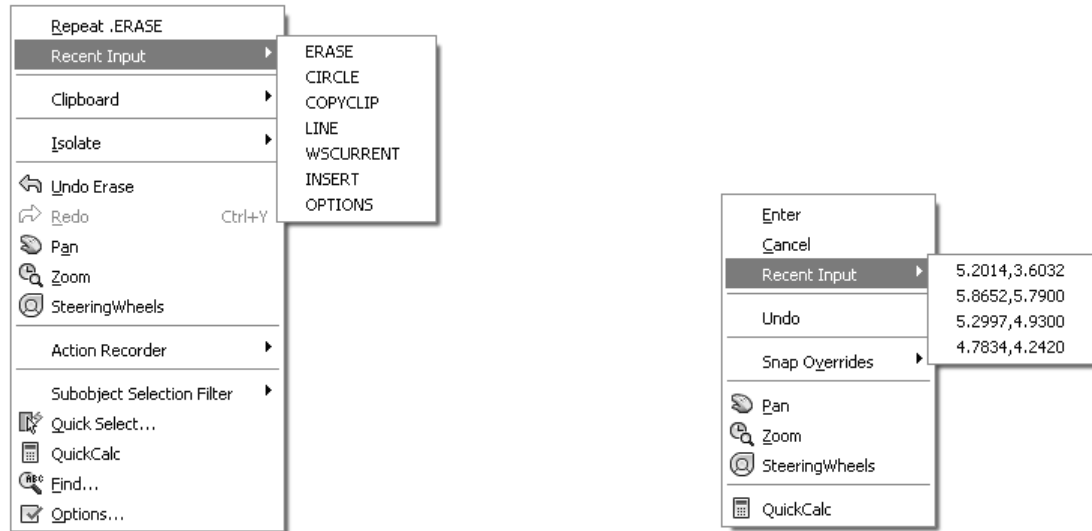 Repeat .ERASE
Recent Input
Clipboard
Isolate
Undo Erase
Redo Ctrl+Y
Pan
Zoom
SteeringWheels
Action Recorder
Subobject Selection Filter
Quick Select...
QuickCalc
Find...
Options...
ERASE
CIRCLE
COPYCLIP
LINE
WSCURRENT
INSERT
OPTIONS
Enter
Cancel
Recent Input
Undo
Snap Overrides
Pan
Zoom
SteeringWheels
QuickCalc
5.2014,3.6032
5.8652,5.7900
5.2997,4.9300
4.7834,4.2420